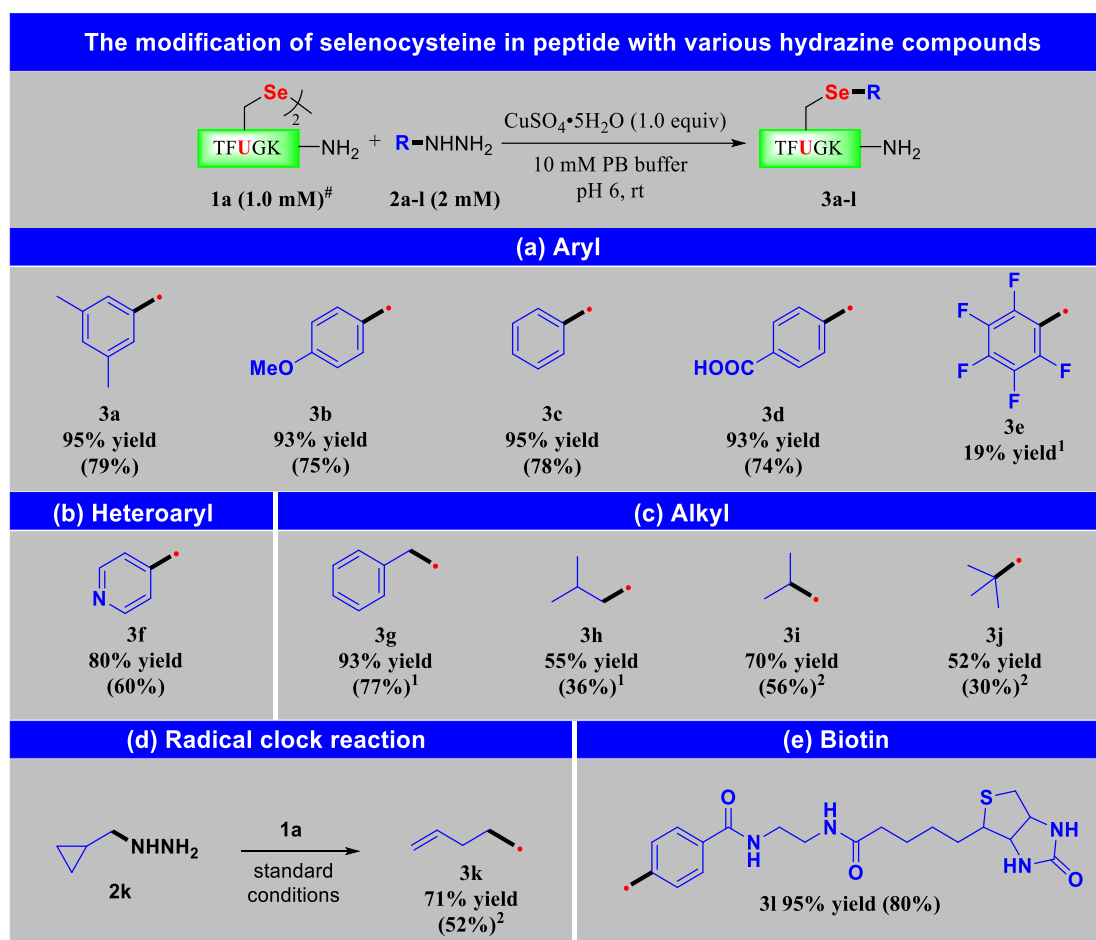 The modification of selenocysteine in peptide with various hydrazine compounds
Se
2
TFUGK
NH₂
+
R
NHNH₂
CuSO₄•5H₂O (1.0 equiv)
10 mM PB buffer
pH 6, rt
Se
R
TFUGK
NH₂
1a (1.0 mM)#
2a-l (2 mM)
3a-l
(a) Aryl
3a
95% yield
(79%)
MeO
3b
93% yield
(75%)
3c
95% yield
(78%)
HOOC
3d
93% yield
(74%)
F
F
F
F
F
3e
19% yield¹
(b) Heteroaryl
(c) Alkyl
N
3f
80% yield
(60%)
3g
93% yield
(77%)¹
3h
55% yield
(36%)¹
3i
70% yield
(56%)²
3j
52% yield
(30%)²
(d) Radical clock reaction
(e) Biotin
NHNH₂
2k
1a
standard
conditions
3k
71% yield
(52%)²
O
N
H
H
N
O
S
NH
HN
O
3l 95% yield (80%)